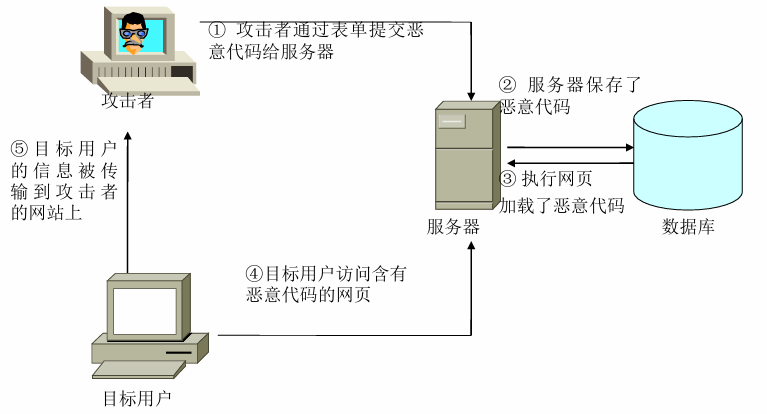 ① 攻击者通过表单提交恶
意代码给服务器
攻击者
② 服务器保存了
恶意代码
⑤目标用户
的信息被传
输到攻击者
的网站上
③执行网页
加载了恶意代码
服务器
数据库
④目标用户访问含有
恶意代码的网页
目标用户